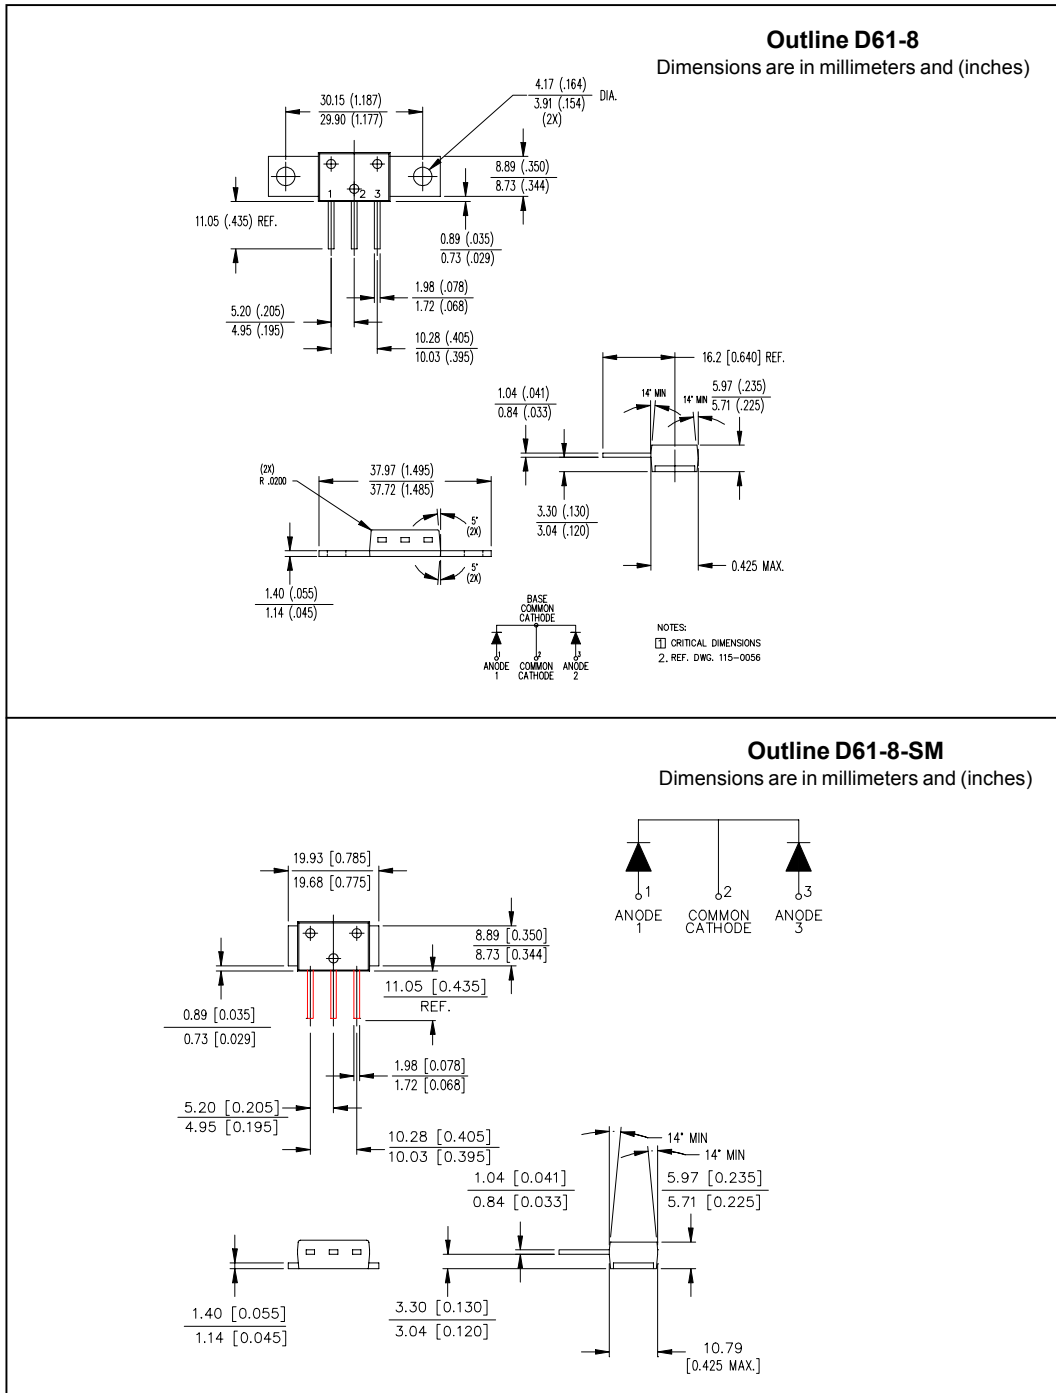 Outline D61-8
Dimensions are in millimeters and (inches)
30.15 (1.187)
29.90 (1.177)
4.17 (.164)
3.91 (.154)
DIA.
(2X)
8.89 (.350)
8.73 (.344)
1 2 3
11.05 (.435) REF.
0.89 (.035)
0.73 (.029)
1.98 (.078)
1.72 (.068)
5.20 (.205)
4.95 (.195)
10.28 (.405)
10.03 (.395)
16.2 [0.640] REF.
1.04 (.041)
0.84 (.033)
14° MIN
14° MIN
5.97 (.235)
5.71 (.225)
(2X)
R .0200
37.97 (1.495)
37.72 (1.485)
5°
(2X)
5°
(2X)
3.30 (.130)
3.04 (.120)
0.425 MAX.
1.40 (.055)
1.14 (.045)
BASE
COMMON
CATHODE
1 2 3
ANODE COMMON ANODE
1 CATHODE 2
NOTES:
1 CRITICAL DIMENSIONS
2. REF. DWG. 115-0056
Outline D61-8-SM
Dimensions are in millimeters and (inches)
19.93 [0.785]
19.68 [0.775]
1 2 3
ANODE COMMON ANODE
1 CATHODE 3
8.89 [0.350]
8.73 [0.344]
11.05 [0.435]
REF.
0.89 [0.035]
0.73 [0.029]
1.98 [0.078]
1.72 [0.068]
5.20 [0.205]
4.95 [0.195]
10.28 [0.405]
10.03 [0.395]
14° MIN
14° MIN
1.04 [0.041]
0.84 [0.033]
5.97 [0.235]
5.71 [0.225]
1.40 [0.055]
1.14 [0.045]
3.30 [0.130]
3.04 [0.120]
10.79
[0.425 MAX.]